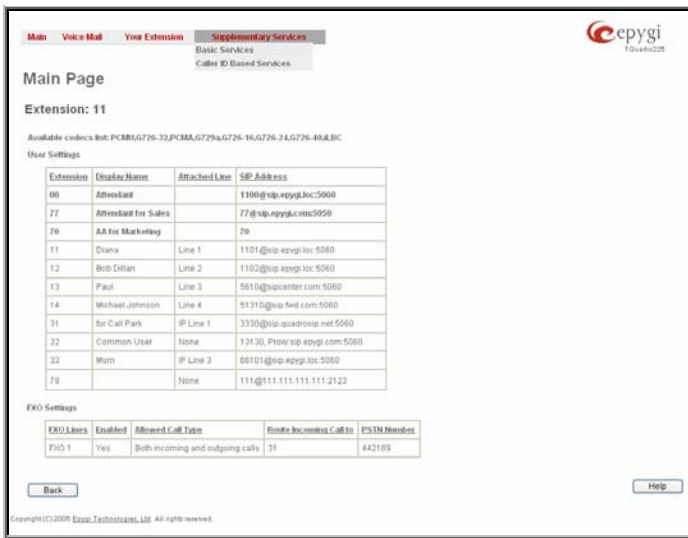 Main Voice Mail Your Extension Supplementary Services
epygi
Basic Services
Caller ID Based Services
Main Page
Extension: 11
Available codecs list: PCMU,G726-32,PCMA,G729a,G726-16,G726-24,G726-40,iLBC
User Settings
Extension Display Name Attached Line SIP Address
00 Attendant 1100@sip.epygi.loc:5060
77 Attendant for Sales 77@sip.epygi.com:5050
70 AA for Marketing 70
11 Diana Line 1 1101@sip.epygi.loc:5060
12 Bob Dillan Line 2 1102@sip.epygi.loc:5060
13 Paul Line 3 5610@sipcenter.com:5060
14 Michael Johnson Line 4 51310@sip.fwd.com:5060
31 for Call Park IP Line 1 3330@sip.quadrosip.net:5060
32 Common User None 13130, Proxy:sip.epygi.com:5060
33 Mom IP Line 3 66101@sip.epygi.loc:5060
79 None 111@111.111.111.111:2123
FXO Settings
FXO Lines Enabled Allowed Call Type Route Incoming Call to PSTN Number
FXO 1 Yes Both incoming and outgoing calls 31 442169
Back
Help
Copyright (C) 2005 Epygi Technologies, Ltd. All rights reserved.